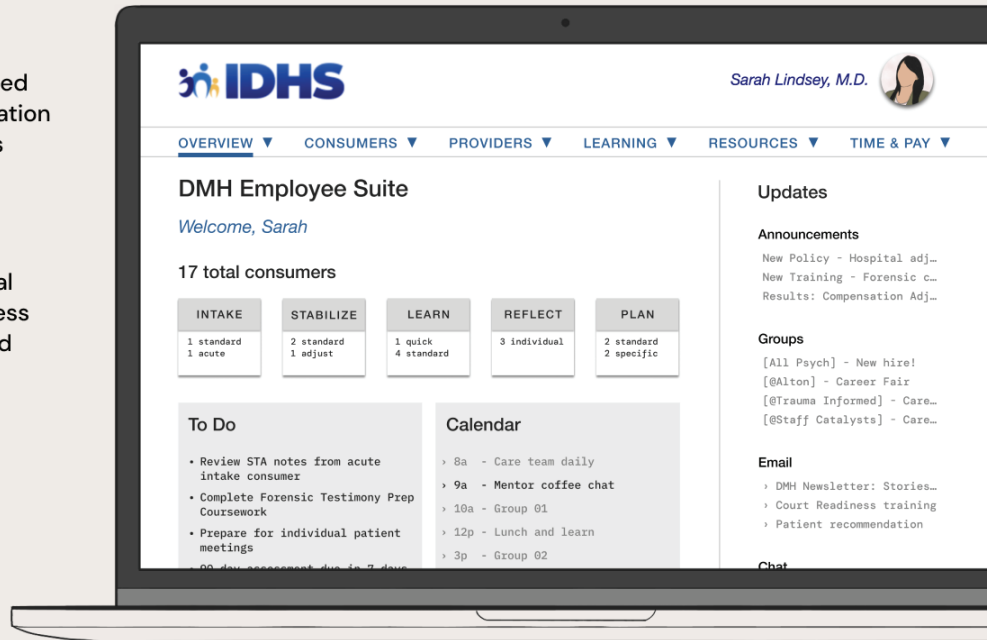 IDHS
Sarah Lindsey, M.D.
OVERVIEW ▼ CONSUMERS ▼ PROVIDERS ▼ LEARNING ▼ RESOURCES ▼ TIME & PAY ▼
DMH Employee Suite
Welcome, Sarah
17 total consumers
INTAKE
1 standard
1 acute
STABILIZE
2 standard
1 adjust
LEARN
1 quick
4 standard
REFLECT
3 individual
PLAN
2 standard
2 specific
To Do
• Review STA notes from acute
intake consumer
• Complete Forensic Testimony Prep
Coursework
• Prepare for individual patient
meetings
Calendar
› 8a - Care team daily
› 9a - Mentor coffee chat
› 10a - Group 01
› 12p - Lunch and learn
› 3p - Group 02
Updates
Announcements
New Policy - Hospital adj…
New Training - Forensic c…
Results: Compensation Adj…
Groups
[All Psych] - New hire!
[@Alton] - Career Fair
[@Trauma Informed] - Care…
[@Staff Catalysts] - Care…
Email
› DMH Newsletter: Stories…
› Court Readiness training
› Patient recommendation
Chat